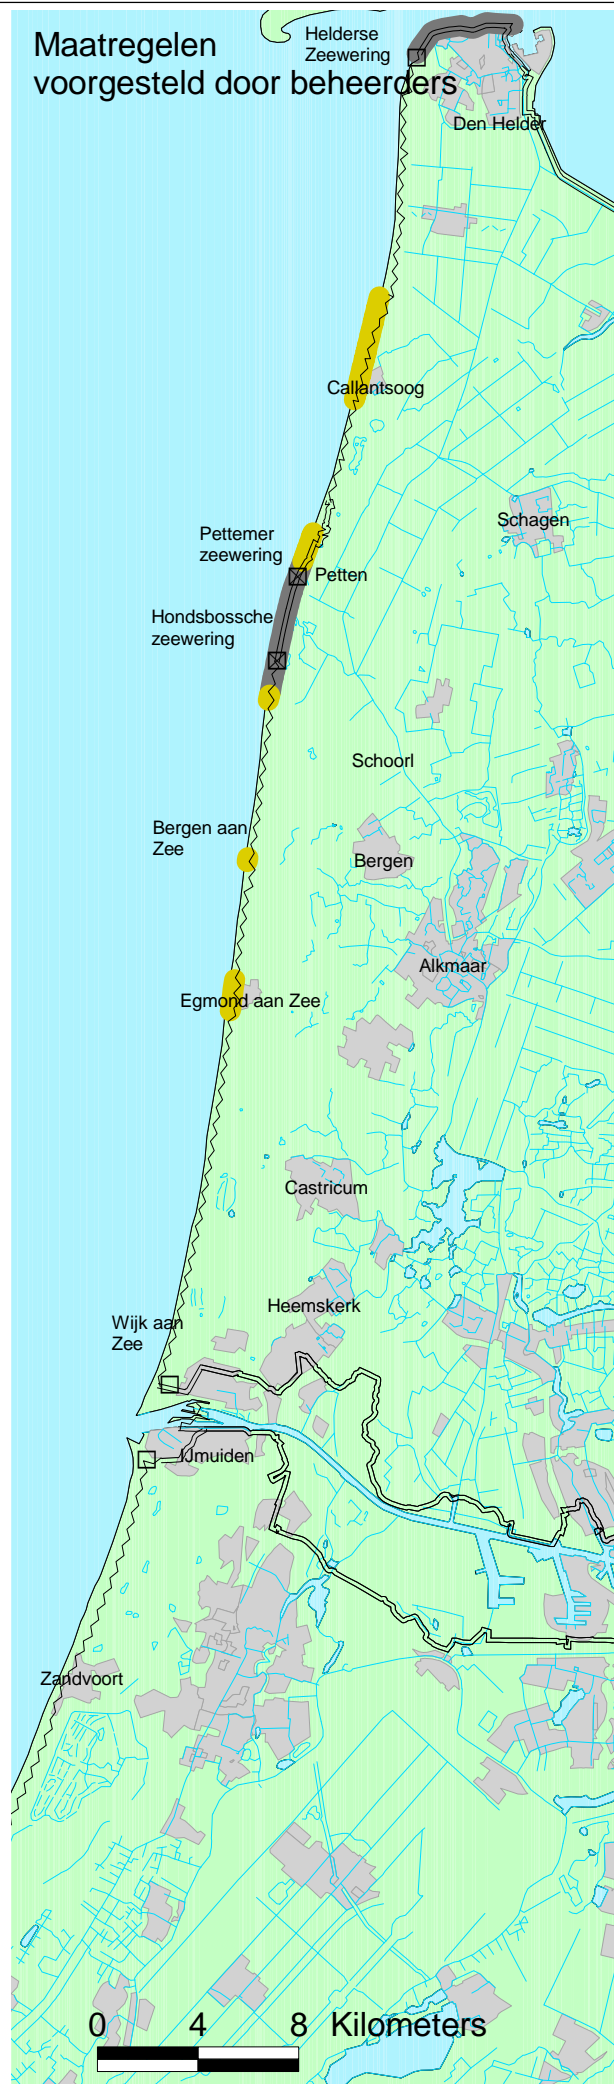 Maatregelen
voorgesteld door beheerders
Helderse
Zeewering
Den Helder
Callantsoog
Schagen
Pettemer
zeewering
Petten
Hondsbossche
zeewering
Schoorl
Bergen aan
Zee
Bergen
Alkmaar
Egmond aan Zee
Castricum
Heemskerk
Wijk aan
Zee
IJmuiden
Zandvoort
0 4 8 Kilometers